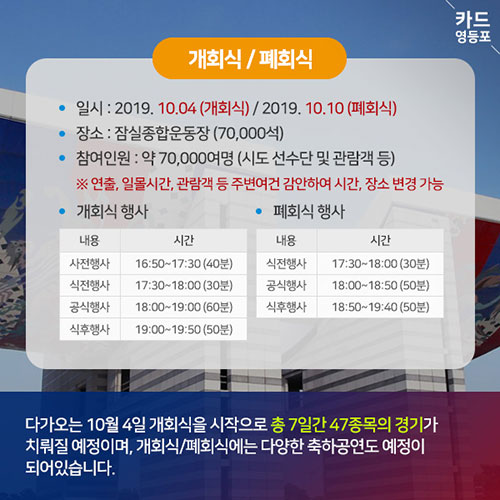 카드
영등포
개회식 / 폐회식
• 일시 : 2019. 10.04 (개회식) / 2019. 10.10 (폐회식)
• 장소 : 잠실종합운동장 (70,000석)
• 참여인원 : 약 70,000여명 (시도 선수단 및 관람객 등)
※ 연출, 일몰시간, 관람객 등 주변여건 감안하여 시간, 장소 변경 가능
• 개회식 행사
내용 시간
사전행사 16:50~17:30 (40분)
식전행사 17:30~18:00 (30분)
공식행사 18:00~19:00 (60분)
식후행사 19:00~19:50 (50분)
• 폐회식 행사
내용 시간
식전행사 17:30~18:00 (30분)
공식행사 18:00~18:50 (50분)
식후행사 18:50~19:40 (50분)
다가오는 10월 4일 개회식을 시작으로 총 7일간 47종목의 경기가
치뤄질 예정이며, 개회식/폐회식에는 다양한 축하공연도 예정이
되어있습니다.